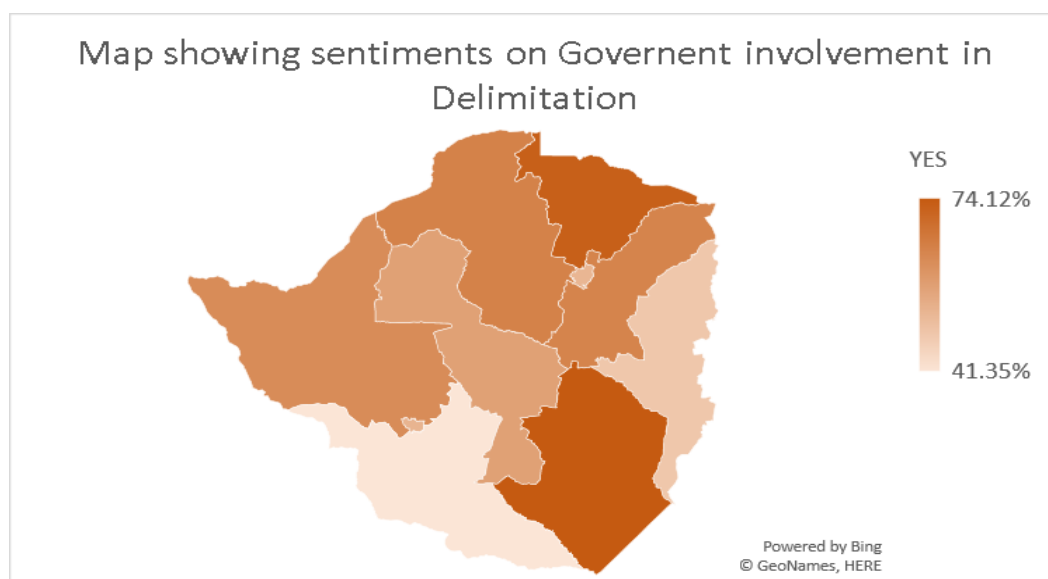 Map showing sentiments on Governent involvement in
Delimitation
YES
74.12%
41.35%
Powered by Bing
© GeoNames, HERE